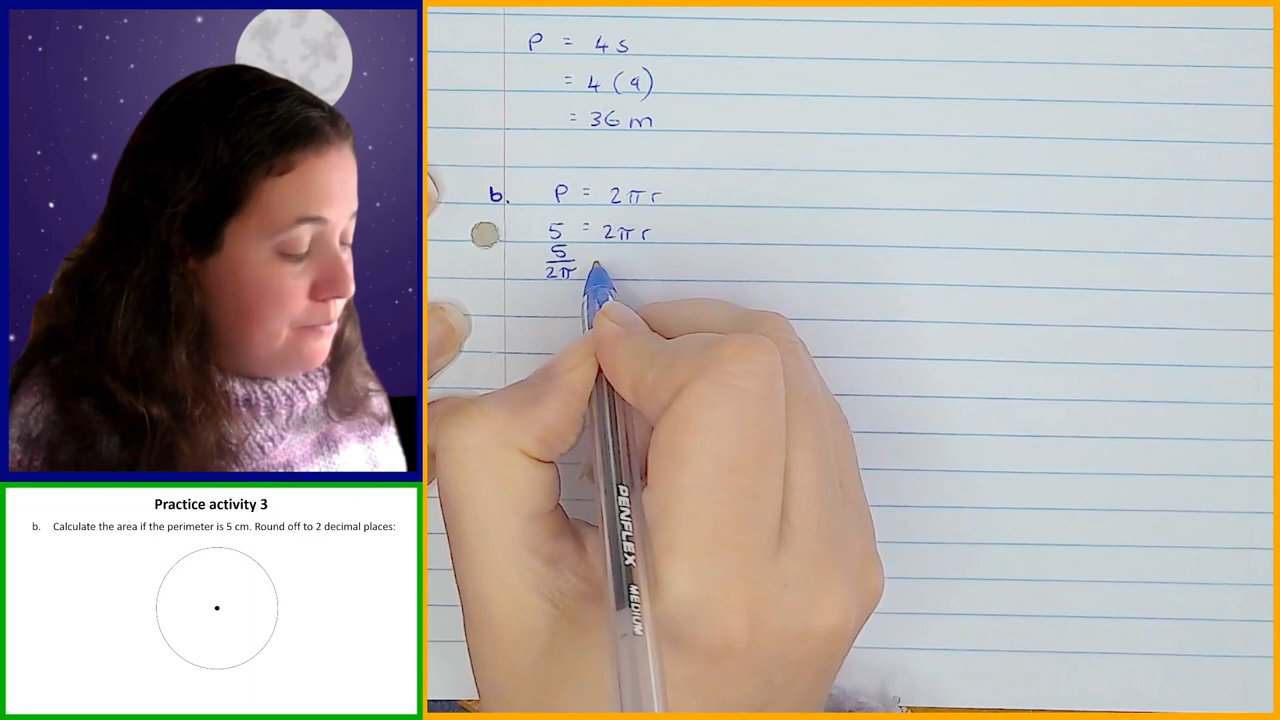 P = 4s
= 4(9)
= 36m
b. P = 2πr
5 = 2πr
5/2π
PENFLEX MEDIUM
Practice activity 3
b. Calculate the area if the perimeter is 5 cm. Round off to 2 decimal places: